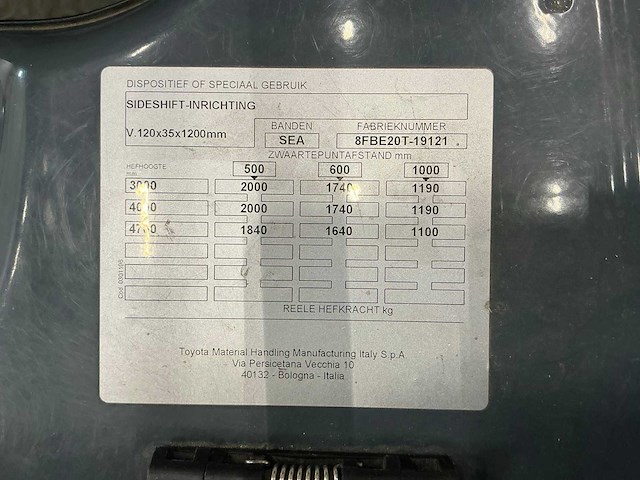 DISPOSITIEF OF SPECIAAL GEBRUIK
SIDESHIFT-INRICHTING
V.120x35x1200mm
BANDEN FABRIEKNUMMER
SEA 8FBE20T-19121
ZWAARTEPUNTAFSTAND mm
HEFHOOGTE mm 500 600 1000
3000 2000 1740 1190
2000 1740 1190
1840 1640 1100
REELE HEFKRACHT kg
Toyota Material Handling Manufacturing Italy S.p.A.
Via Persicetana Vecchia 10
40132 - Bologna - Italia